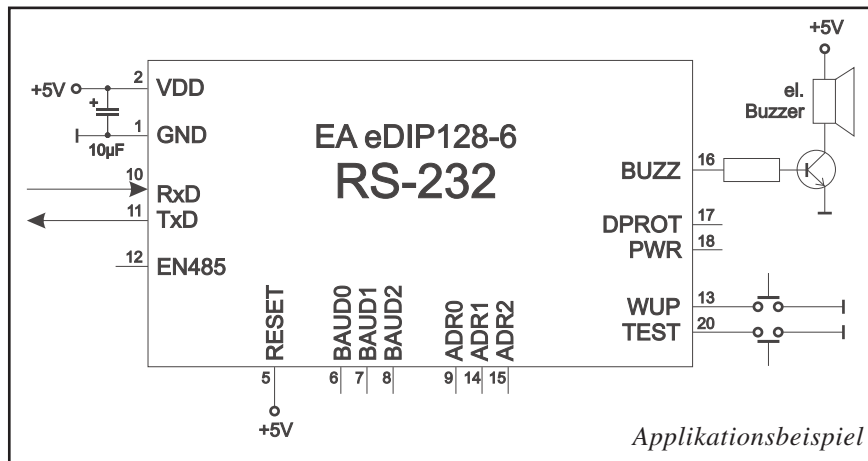 +5V
2
VDD
+5V
+
1
GND
10µF
EA eDIP128-6
RS-232
el.
Buzzer
BUZZ
16
10
RxD
11
TxD
DPROT
17
PWR
18
12
EN485
WUP
13
TEST
20
RESET
BAUD0
BAUD1
BAUD2
ADR0
ADR1
ADR2
5
6
7
8
9
14
15
+5V
Applikationsbeispiel